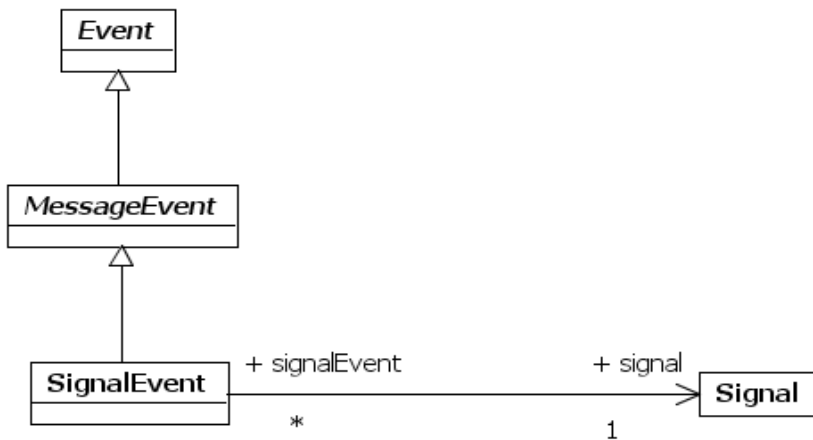 Event
MessageEvent
SignalEvent
+ signalEvent
+ signal
Signal
*
1